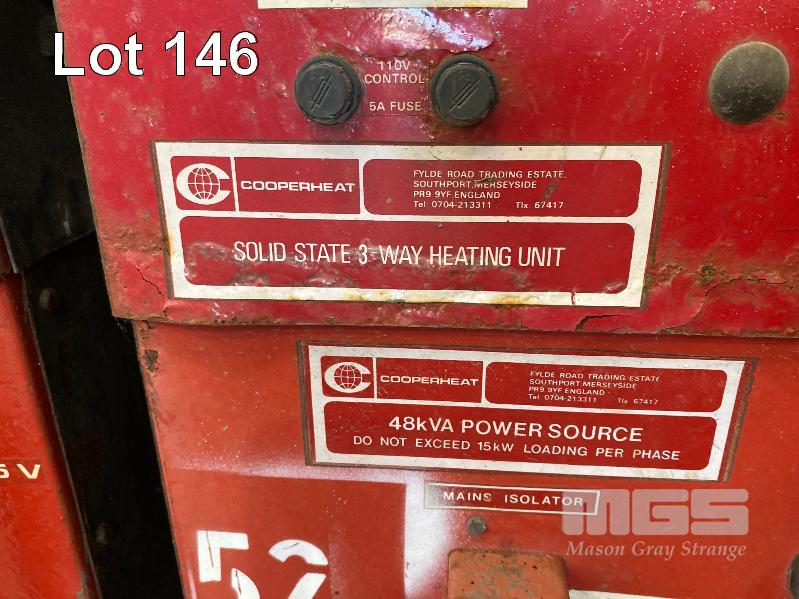 Lot 146
110V
CONTROL
5A FUSE
COOPERHEAT
FYLDE ROAD TRADING ESTATE.
SOUTHPORT, MERSEYSIDE
PR9 9YF ENGLAND
Tel: 0704-213311 Tlx 67417
SOLID STATE 3-WAY HEATING UNIT
COOPERHEAT
FYLDE ROAD TRADING ESTATE.
SOUTHPORT, MERSEYSIDE
PR9 9YF ENGLAND
Tel: 0704-213311 Tlx 67417
48kVA POWER SOURCE
DO NOT EXCEED 15kW LOADING PER PHASE
MAINS ISOLATOR
5 V
52
MGS
Mason Gray Strange